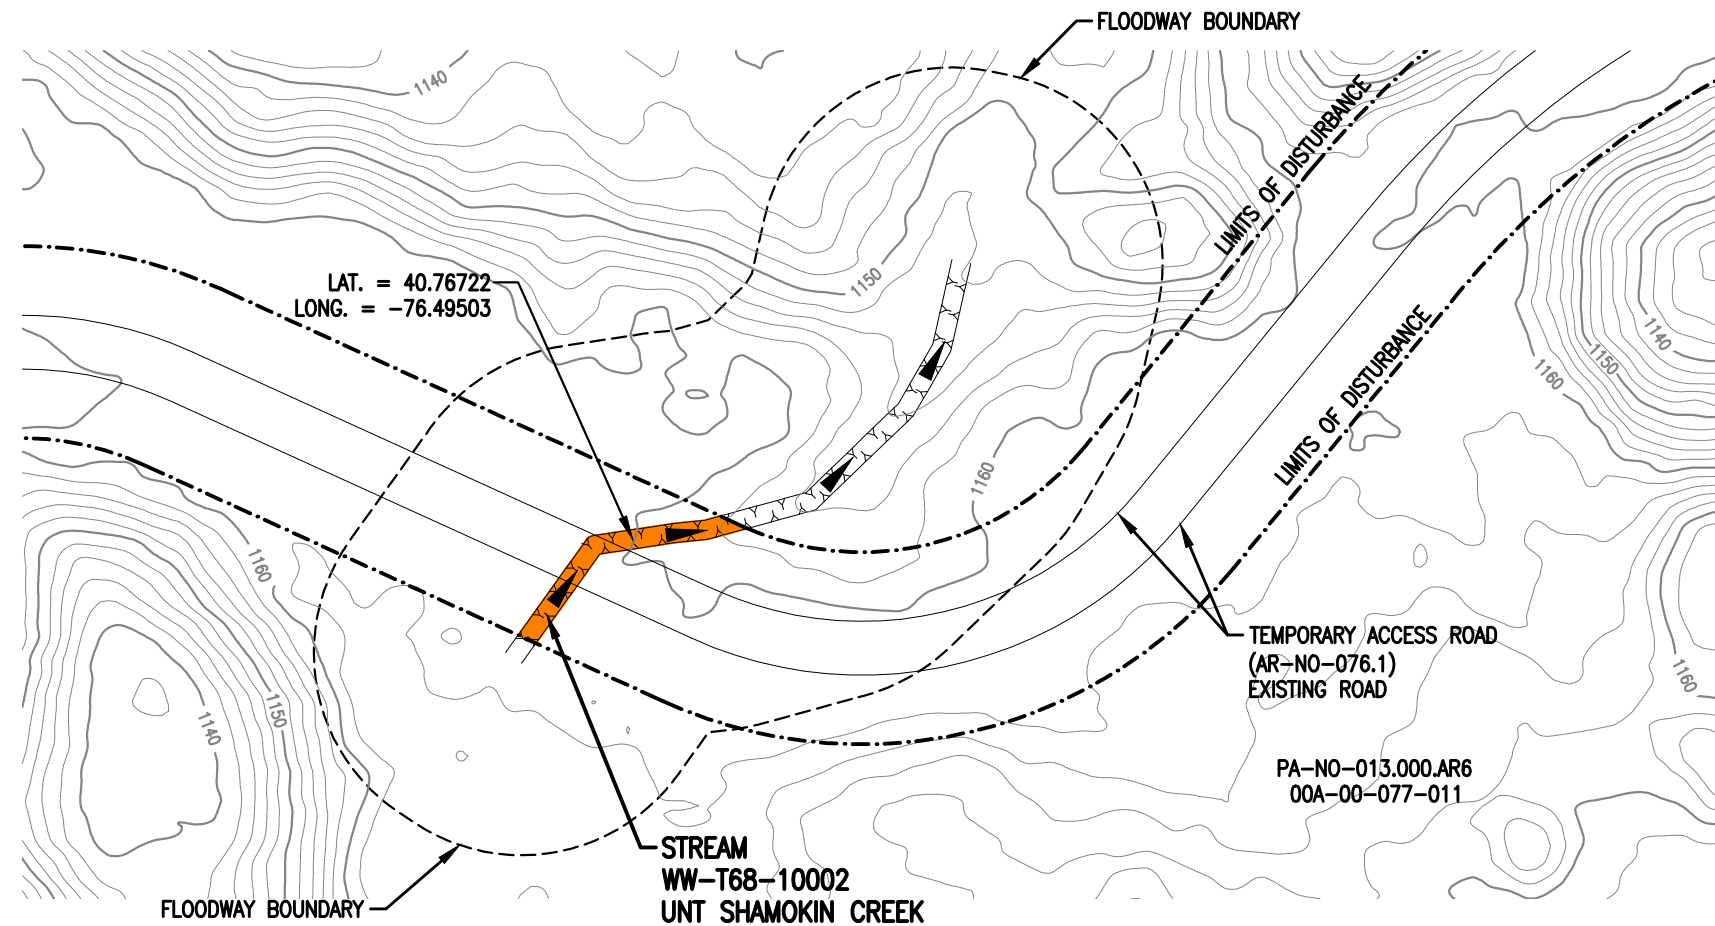 FLOODWAY BOUNDARY
1140
LIMITS OF DISTURBANCE
LAT. = 40.76722
LONG. = -76.49503
1150
1140
1150
1160
LIMITS OF DISTURBANCE
1160
1160
TEMPORARY ACCESS ROAD
(AR-NO-076.1)
EXISTING ROAD
1160
1150
1140
PA-NO-013.000.AR6
00A-00-077-011
STREAM
WW-T68-10002
UNT SHAMOKIN CREEK
FLOODWAY BOUNDARY